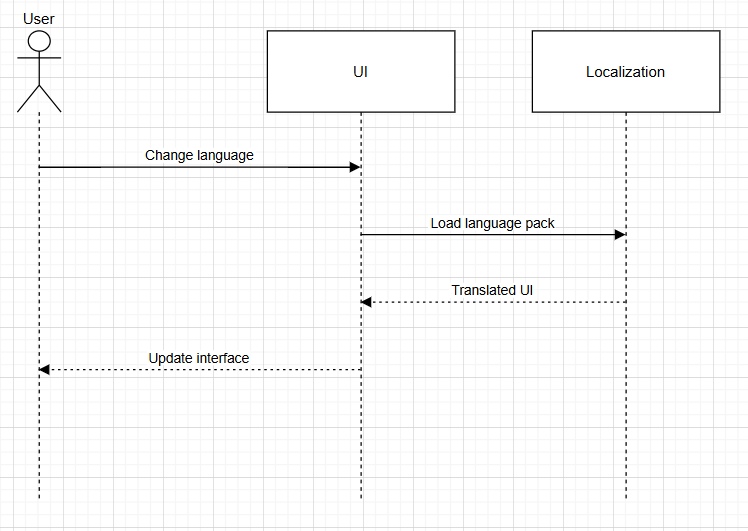 User
UI
Localization
Change language
Load language pack
Translated UI
Update interface